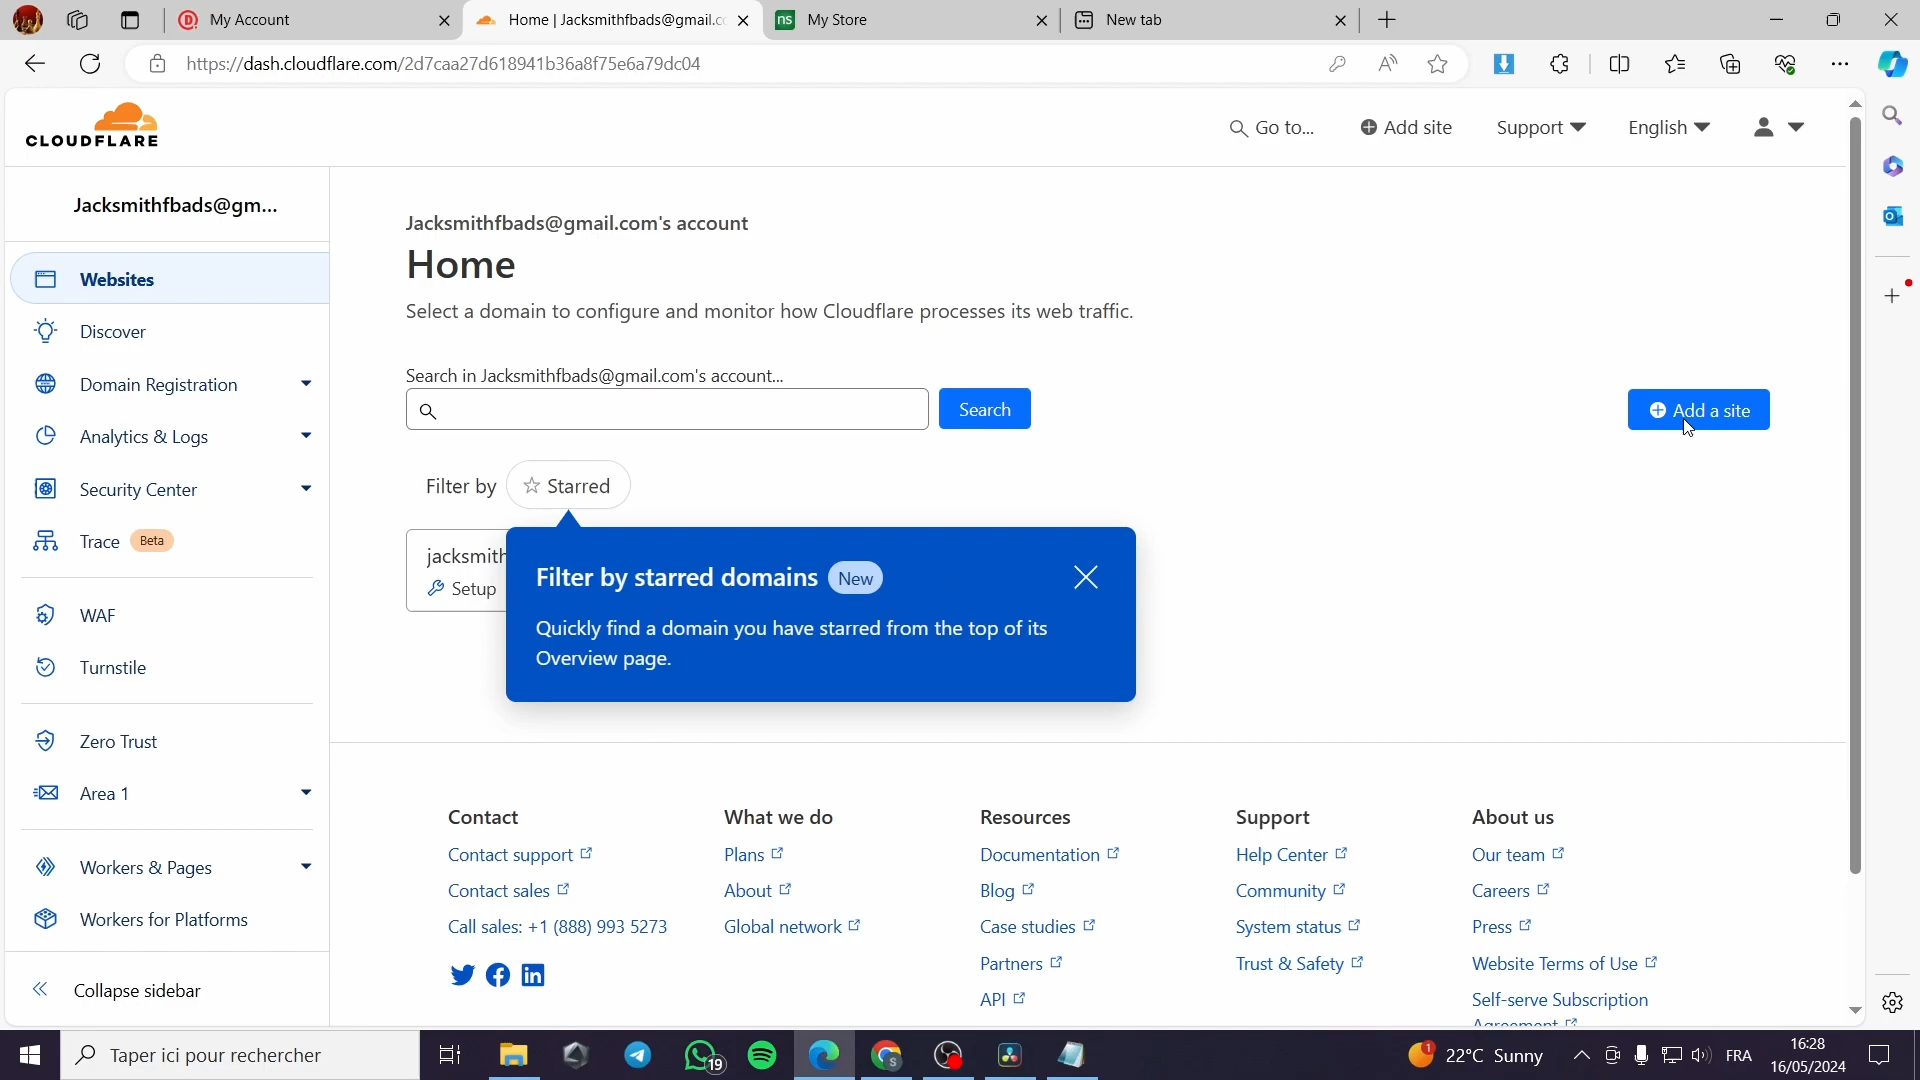 My Account
Home | Jacksmithfbads@gmail.cc
ns My Store
New tab
https://dash.cloudflare.com/2d7caa27d618941b36a8f75e6a79dc04
CLOUDFLARE
Go to...
Add site
Support
English
Jacksmithfbads@gm...
Websites
Discover
Domain Registration
Analytics & Logs
Security Center
Trace Beta
WAF
Turnstile
Zero Trust
Area 1
Workers & Pages
Workers for Platforms
Collapse sidebar
Jacksmithfbads@gmail.com's account
Home
Select a domain to configure and monitor how Cloudflare processes its web traffic.
Search in Jacksmithfbads@gmail.com's account...
Search
Add a site
Filter by
Starred
jacksmith
Setup
Filter by starred domains New
Quickly find a domain you have starred from the top of its
Overview page.
Contact
Contact support
Contact sales
Call sales: +1 (888) 993 5273
What we do
Plans
About
Global network
Resources
Documentation
Blog
Case studies
Partners
API
Support
Help Center
Community
System status
Trust & Safety
About us
Our team
Careers
Press
Website Terms of Use
Self-serve Subscription
Agreement
Taper ici pour rechercher
19
1
22°C Sunny
FRA
16:28
16/05/2024